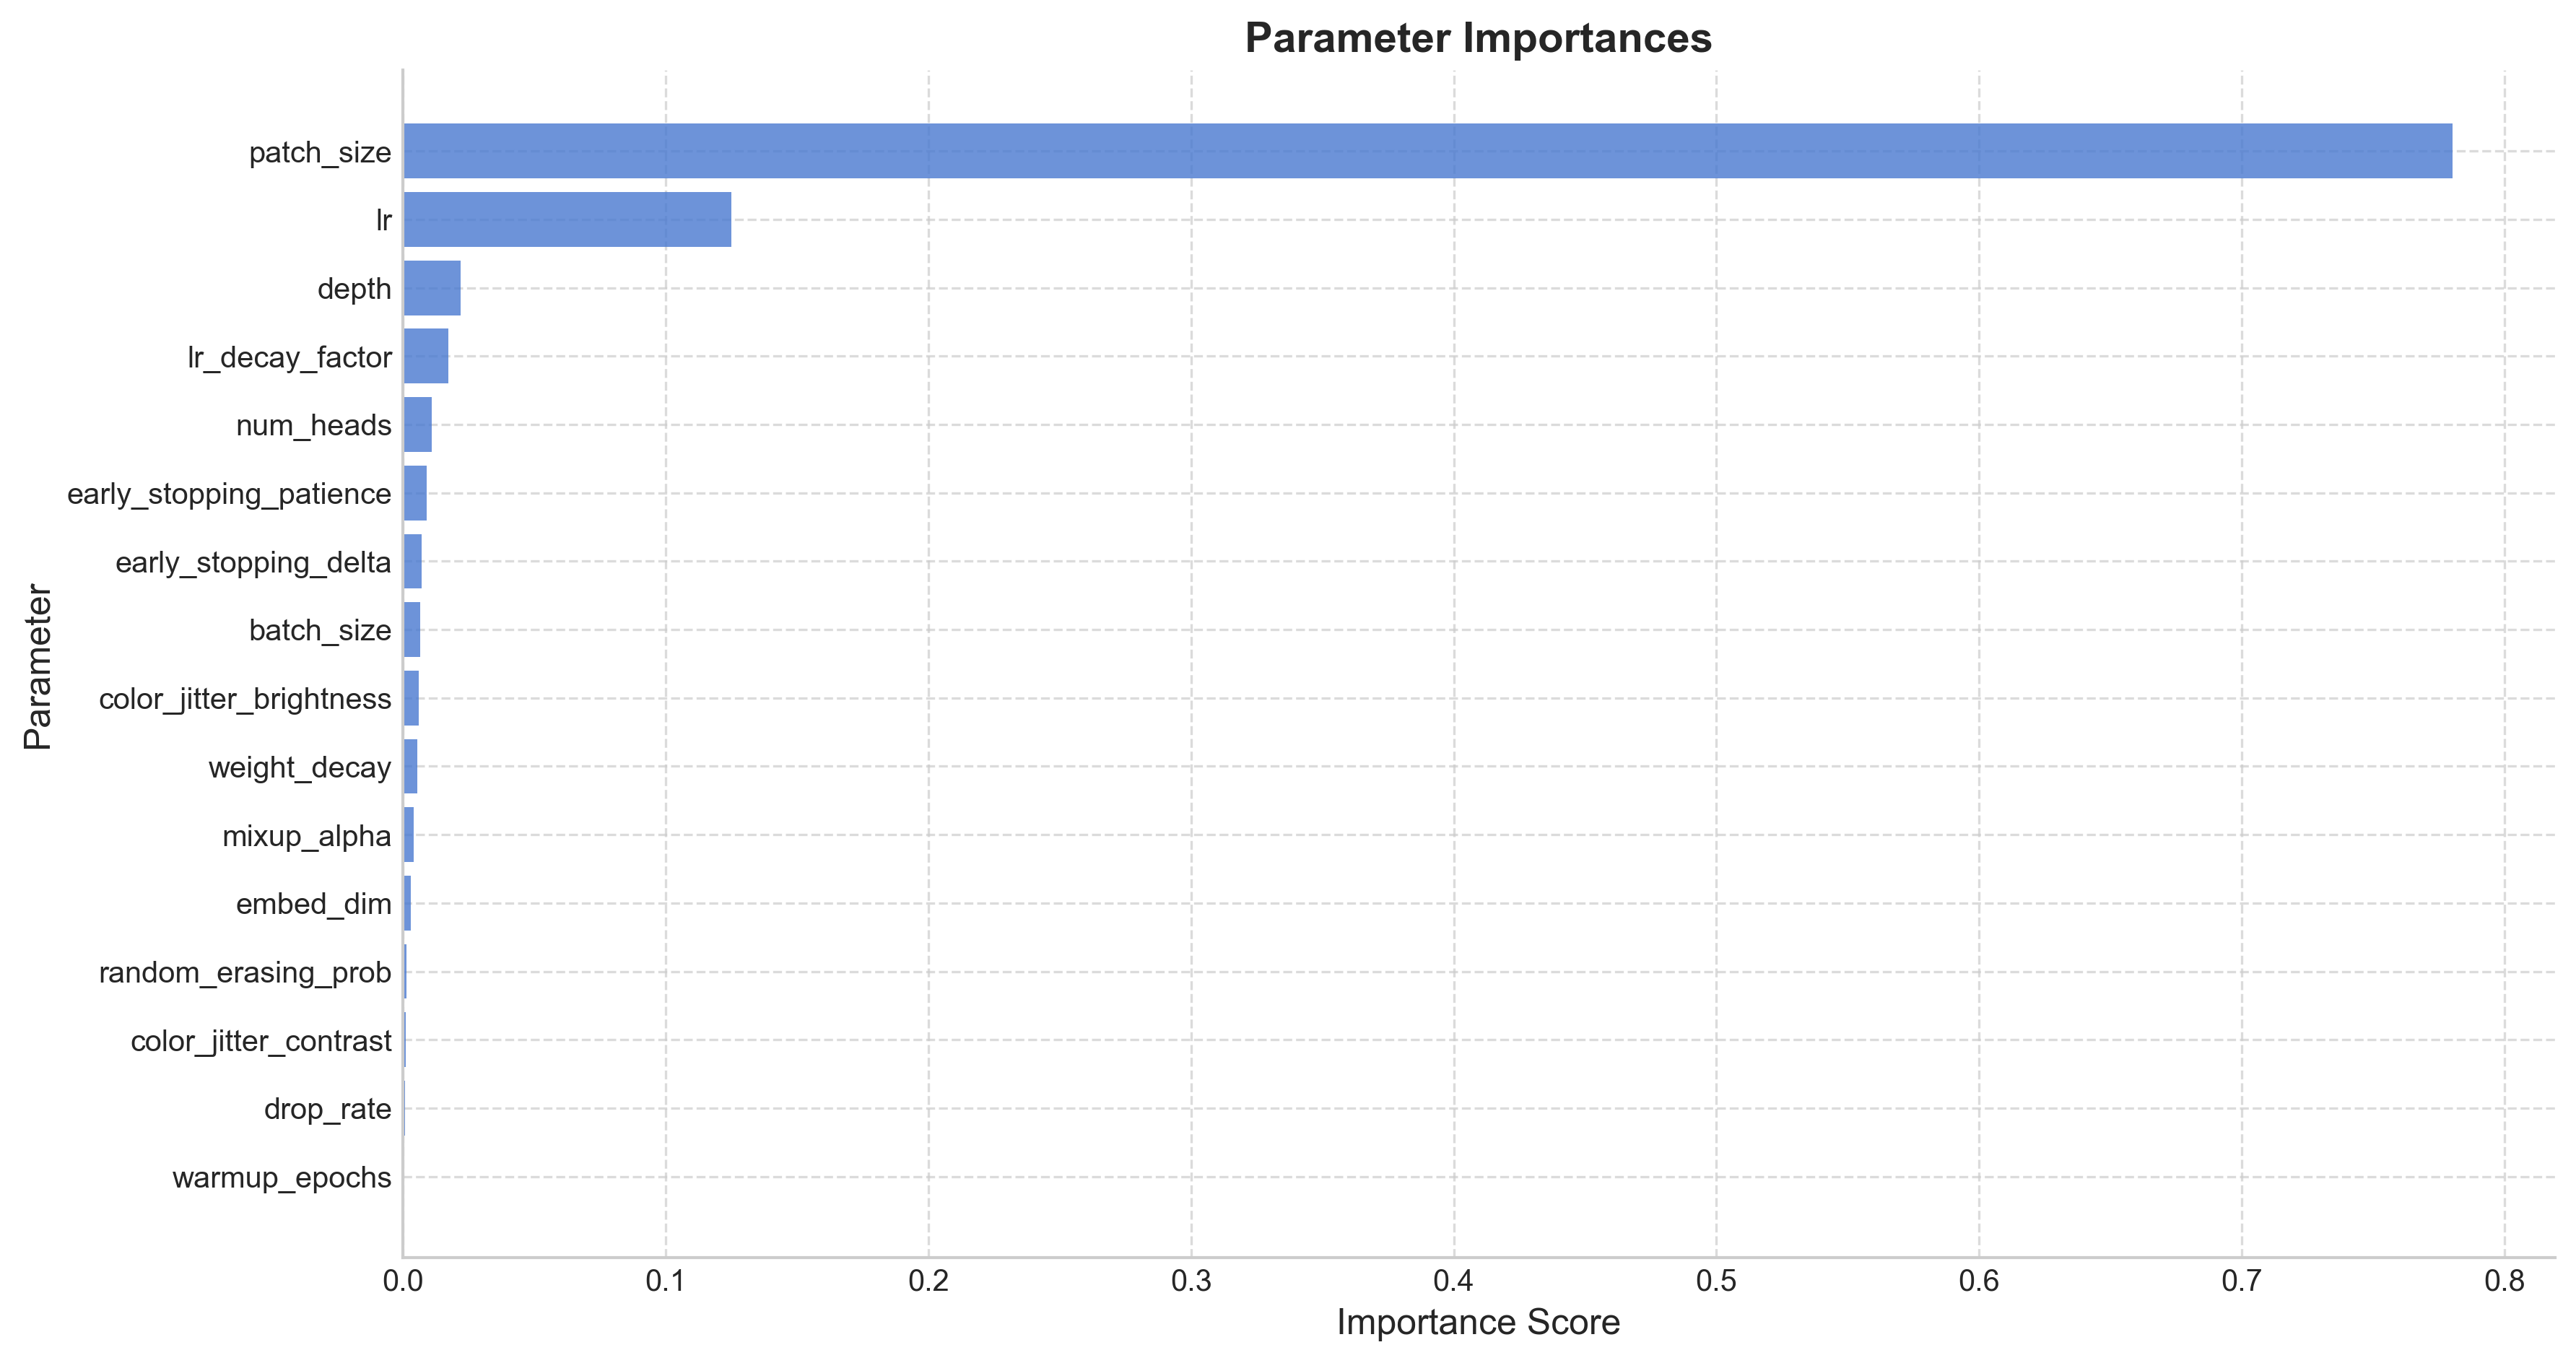 Parameter Importances
Parameter
patch_size
lr
depth
lr_decay_factor
num_heads
early_stopping_patience
early_stopping_delta
batch_size
color_jitter_brightness
weight_decay
mixup_alpha
embed_dim
random_erasing_prob
color_jitter_contrast
drop_rate
warmup_epochs
0.0 0.1 0.2 0.3 0.4 0.5 0.6 0.7 0.8
Importance Score